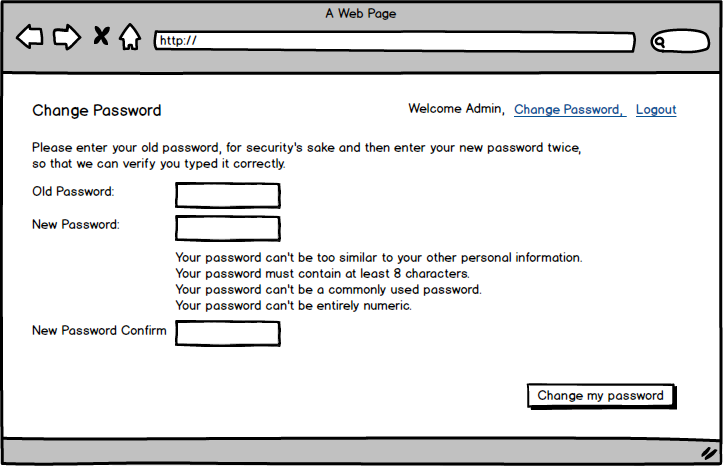 A Web Page
http://
Change Password
Welcome Admin, Change Password, Logout
Please enter your old password, for security's sake and then enter your new password twice,
so that we can verify you typed it correctly.
Old Password:
New Password:
Your password can't be too similar to your other personal information.
Your password must contain at least 8 characters.
Your password can't be a commonly used password.
Your password can't be entirely numeric.
New Password Confirm
Change my password